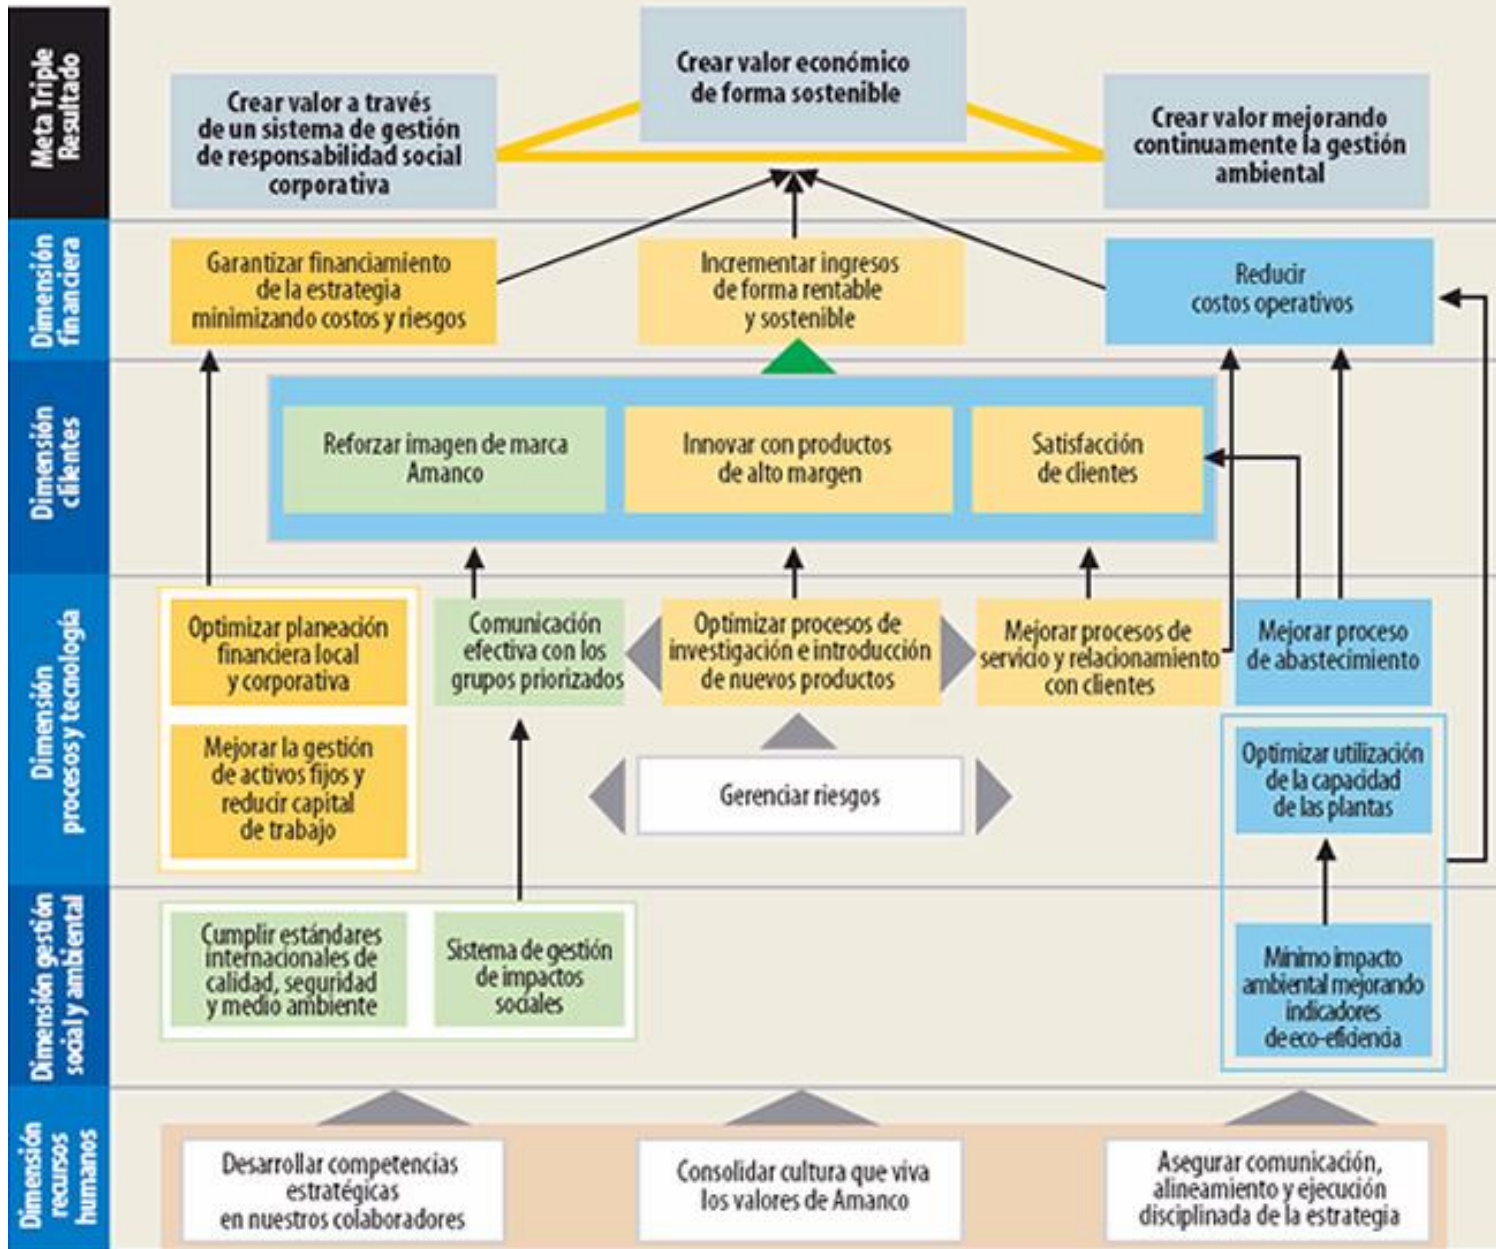 Meta Triple
Resultado
Crear valor a través
de un sistema de gestión
de responsabilidad social
corporativa
Crear valor económico
de forma sostenible
Crear valor mejorando
continuamente la gestión
ambiental
Dimensión
financiera
Garantizar financiamiento
de la estrategia
minimizando costos y riesgos
Incrementar ingresos
de forma rentable
y sostenible
Reducir
costos operativos
Dimensión
clientes
Reforzar imagen de marca
Amanco
Innovar con productos
de alto margen
Satisfacción
de clientes
Dimensión
procesos y tecnología
Optimizar planeación
financiera local
y corporativa
Comunicación
efectiva con los
grupos priorizados
Optimizar procesos de
investigación e introducción
de nuevos productos
Mejorar procesos de
servicio y relacionamiento
con clientes
Mejorar proceso
de abastecimiento
Mejorar la gestión
de activos fijos y
reducir capital
de trabajo
Gerenciar riesgos
Optimizar utilización
de la capacidad
de las plantas
Dimensión gestión
social y ambiental
Cumplir estándares
internacionales de
calidad, seguridad
y medio ambiente
Sistema de gestión
de impactos
sociales
Mínimo impacto
ambiental mejorando
indicadores
de eco-eficiencia
Dimensión
recursos
humanos
Desarrollar competencias
estratégicas
en nuestros colaboradores
Consolidar cultura que viva
los valores de Amanco
Asegurar comunicación,
alineamiento y ejecución
disciplinada de la estrategia